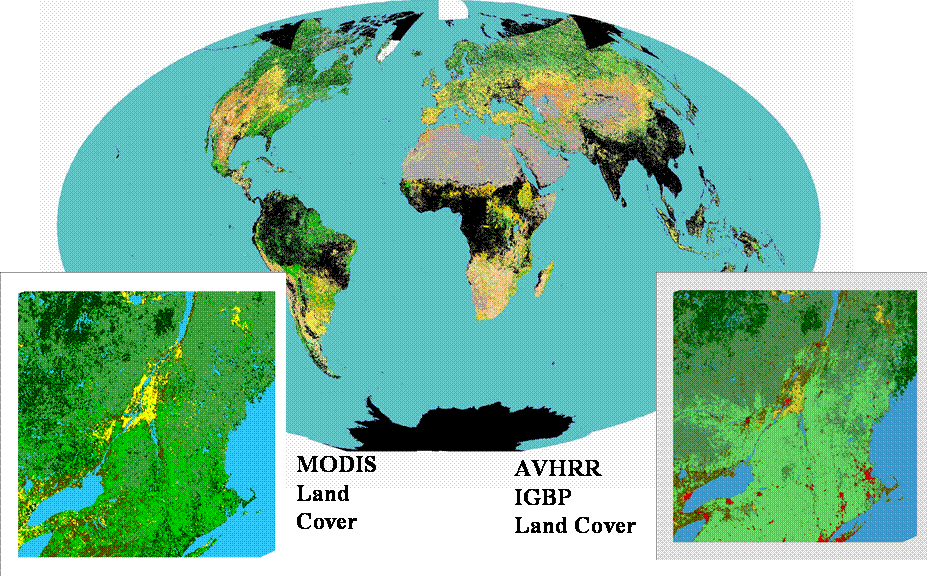 MODIS
Land
Cover
AVHRR
IGBP
Land Cover